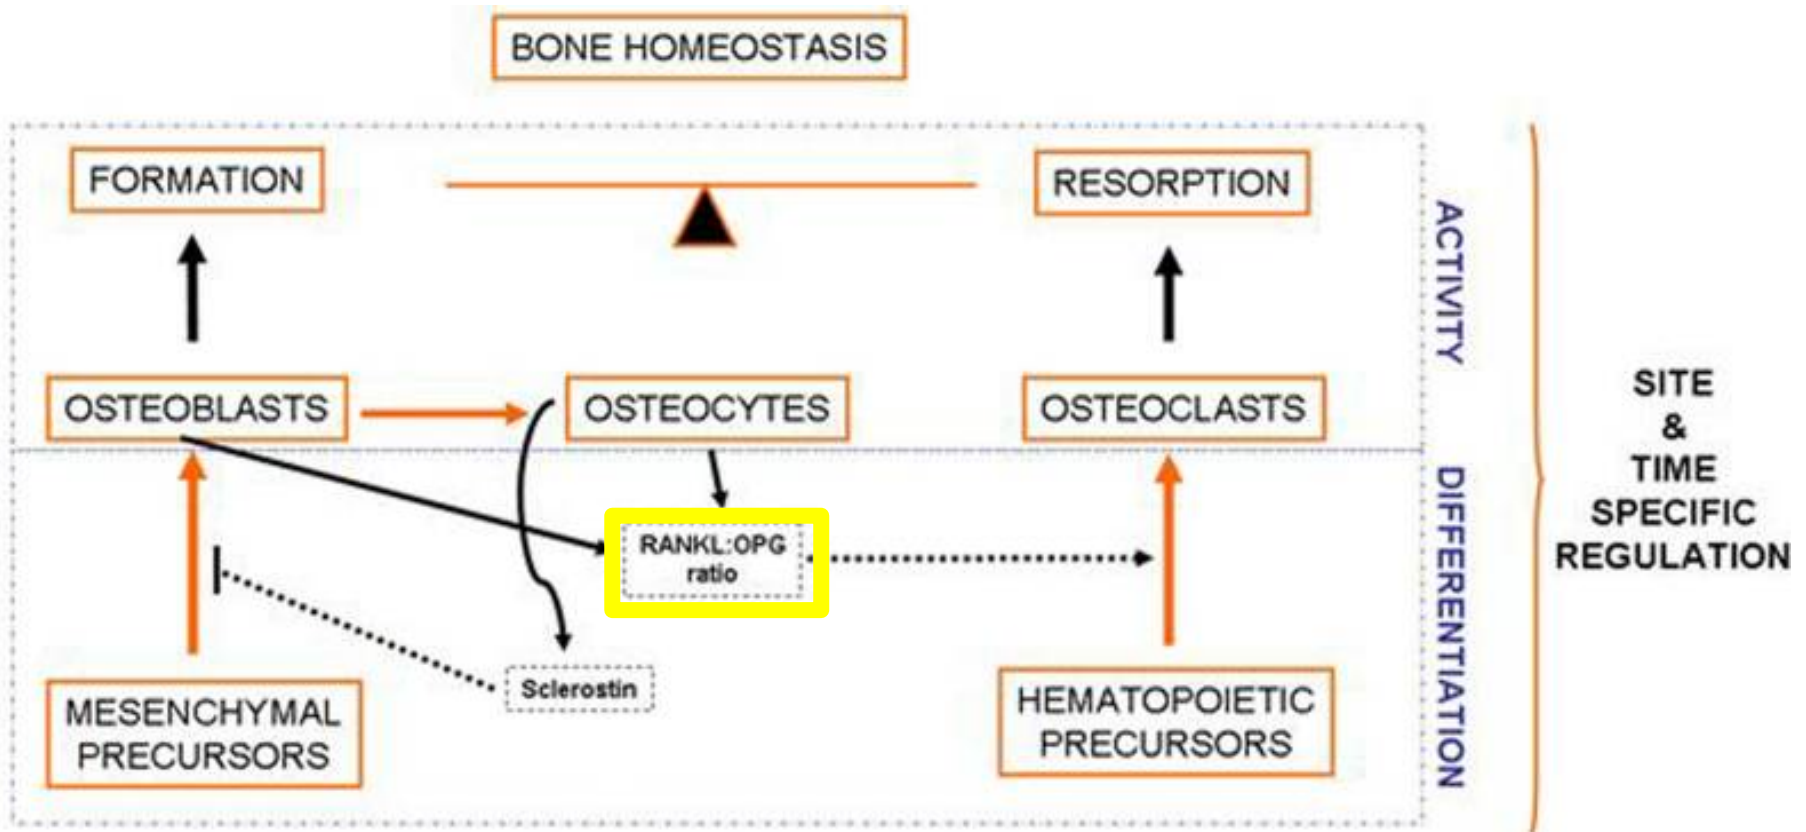 BONE HOMEOSTASIS
FORMATION
RESORPTION
ACTIVITY
OSTEOBLASTS
OSTEOCYTES
OSTEOCLASTS
SITE
&
TIME
SPECIFIC
REGULATION
DIFFERENTIATION
RANKL:OPG
ratio
Sclerostin
MESENCHYMAL
PRECURSORS
HEMATOPOIETIC
PRECURSORS